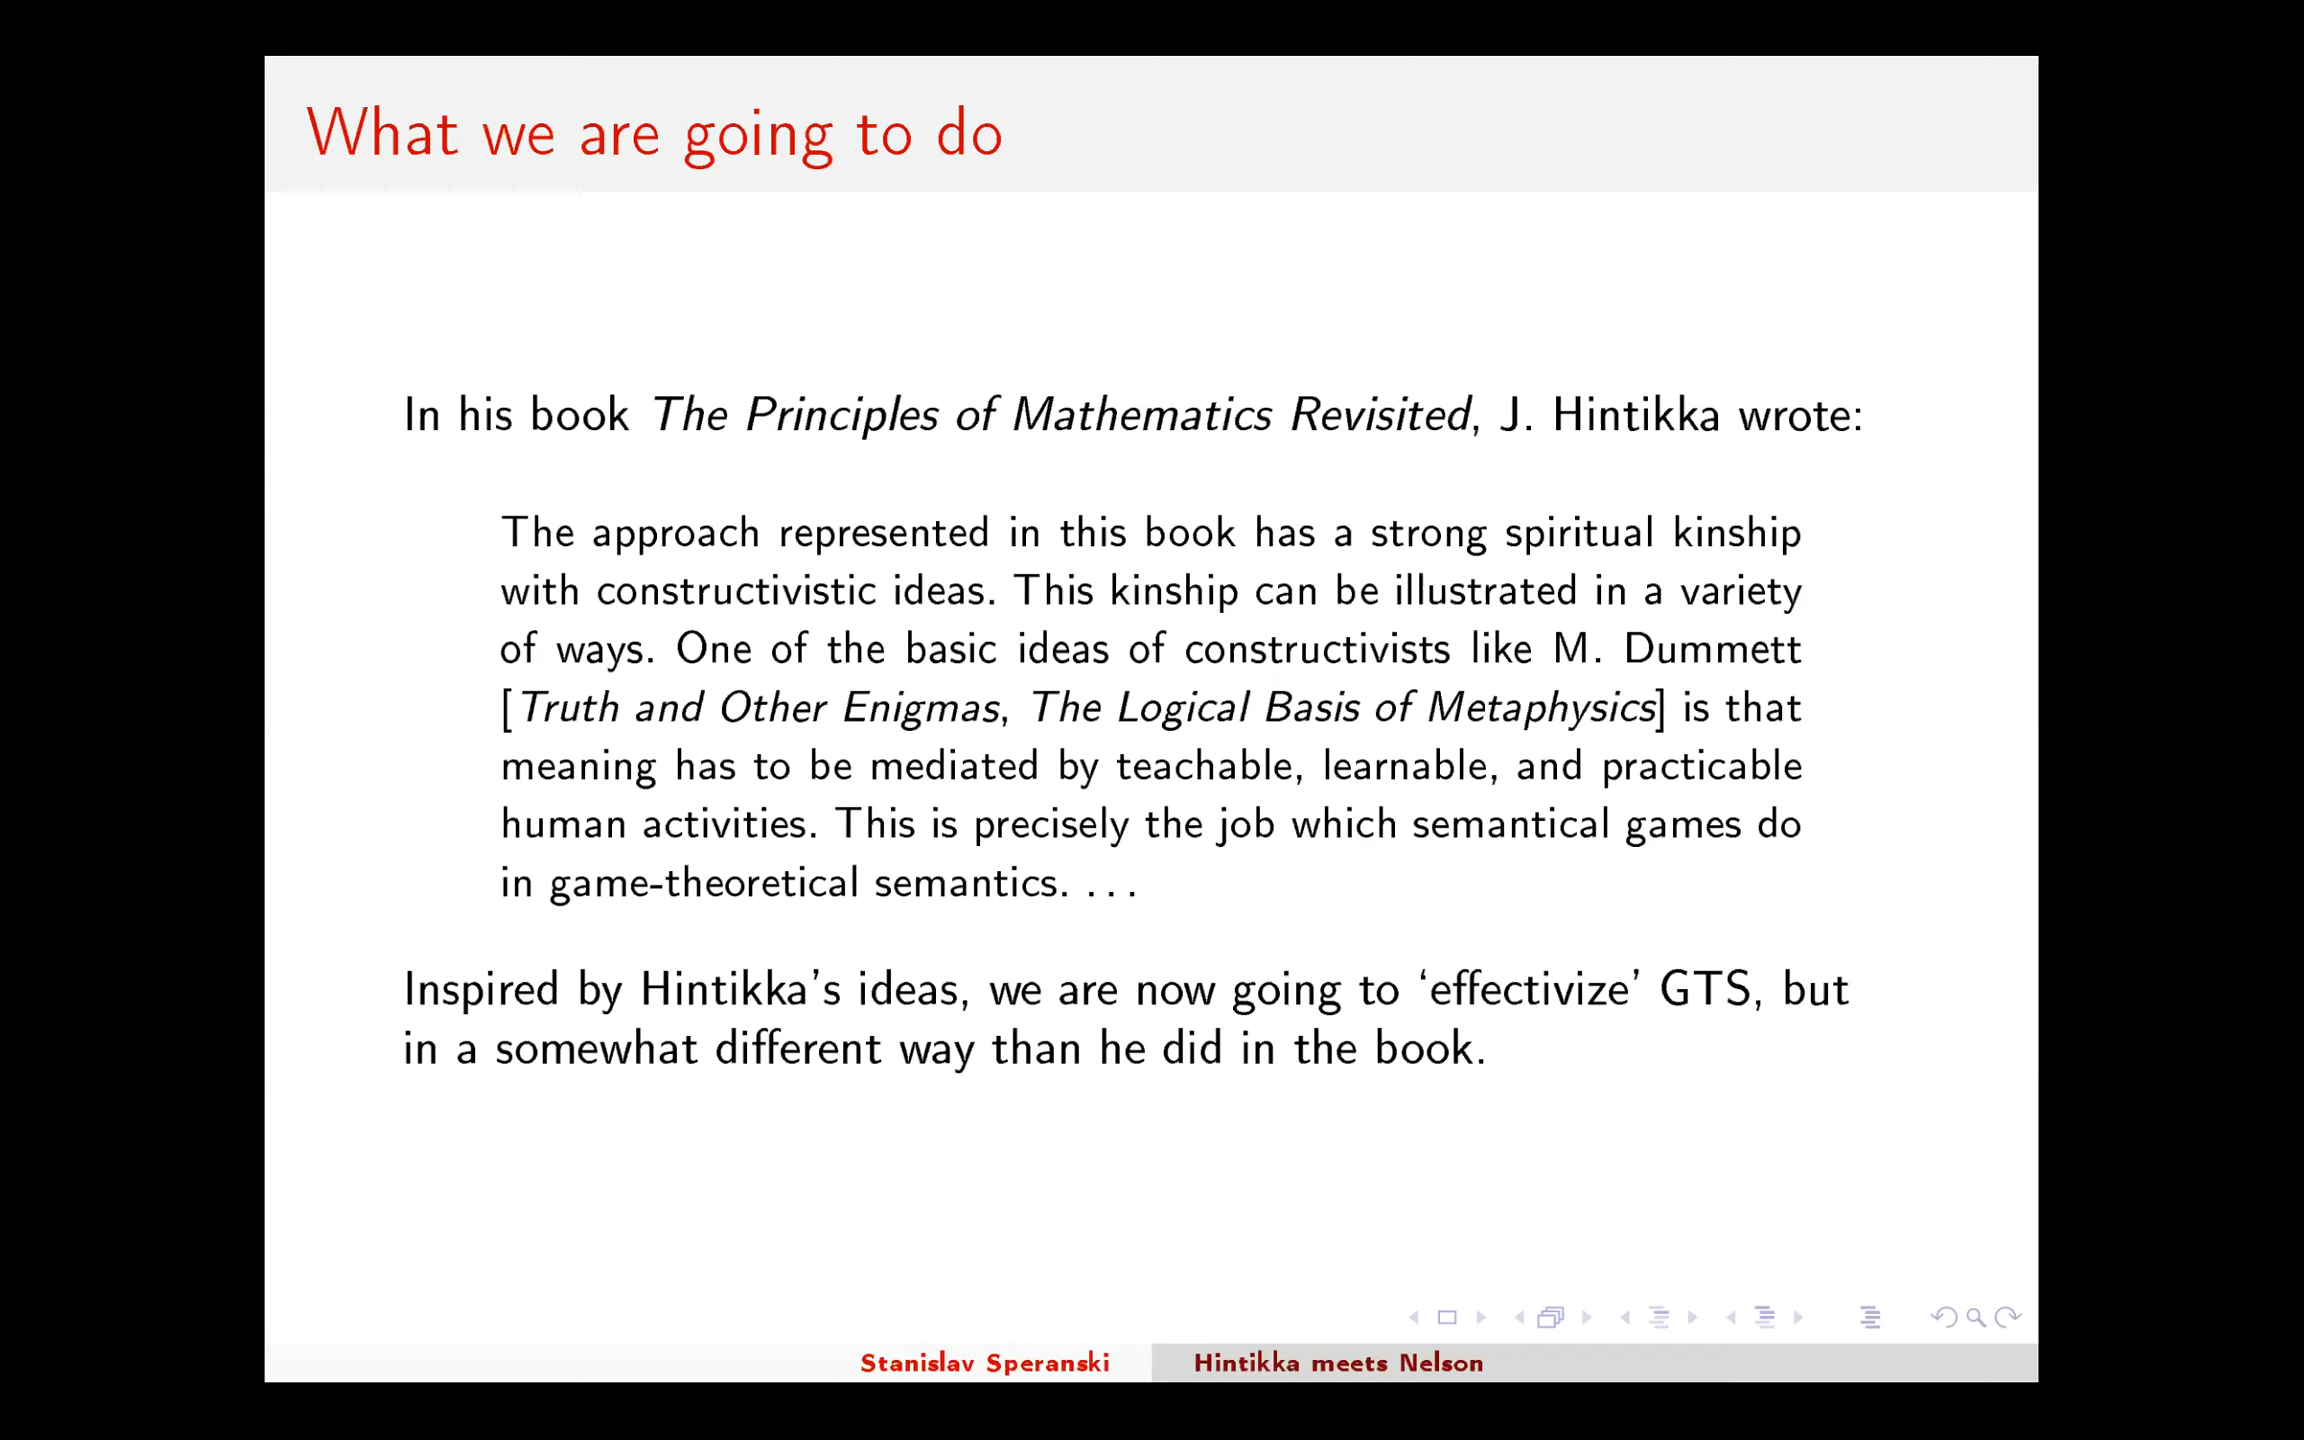 What we are going to do
In his book The Principles of Mathematics Revisited, J. Hintikka wrote:
The approach represented in this book has a strong spiritual kinship
with constructivistic ideas. This kinship can be illustrated in a variety
of ways. One of the basic ideas of constructivists like M. Dummett
[Truth and Other Enigmas, The Logical Basis of Metaphysics] is that
meaning has to be mediated by teachable, learnable, and practicable
human activities. This is precisely the job which semantical games do
in game-theoretical semantics. . . .
Inspired by Hintikka’s ideas, we are now going to ‘effectivize’ GTS, but
in a somewhat different way than he did in the book.
Stanislav Speranski
Hintikka meets Nelson